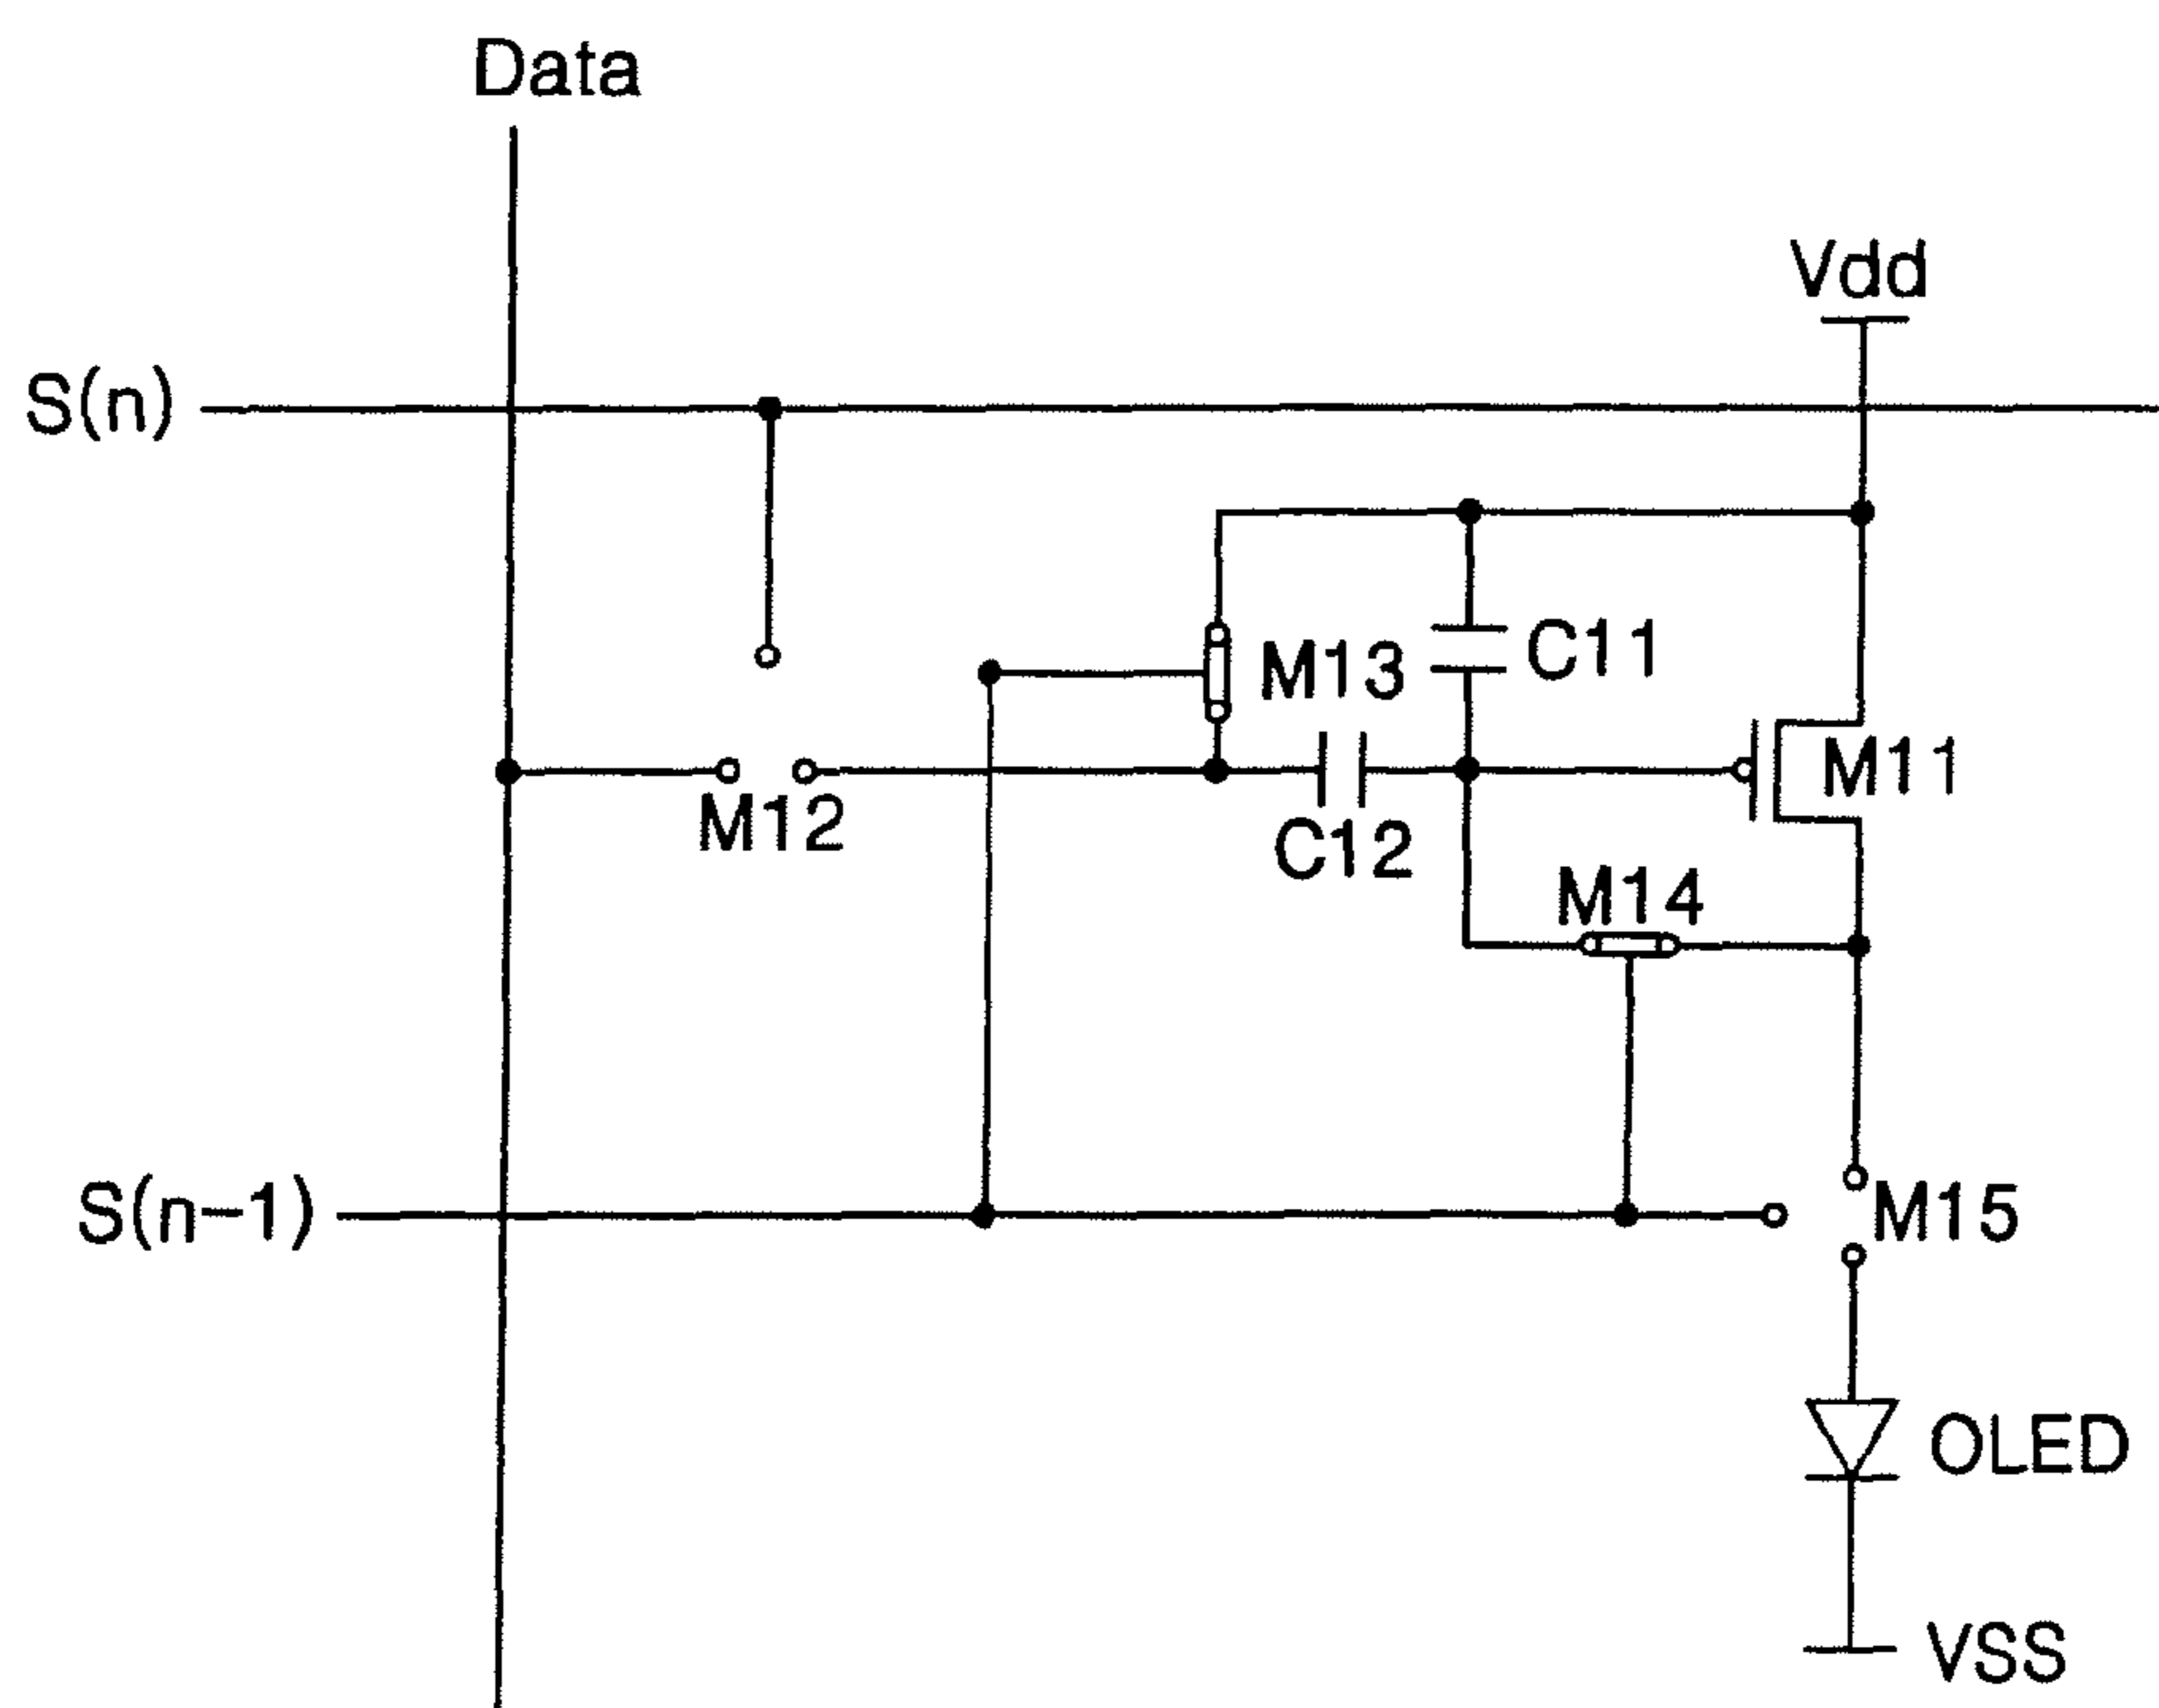 Data
Vdd
S(n)
M13
C11
M11
M12
C12
M14
S(n-1)
M15
OLED
VSS